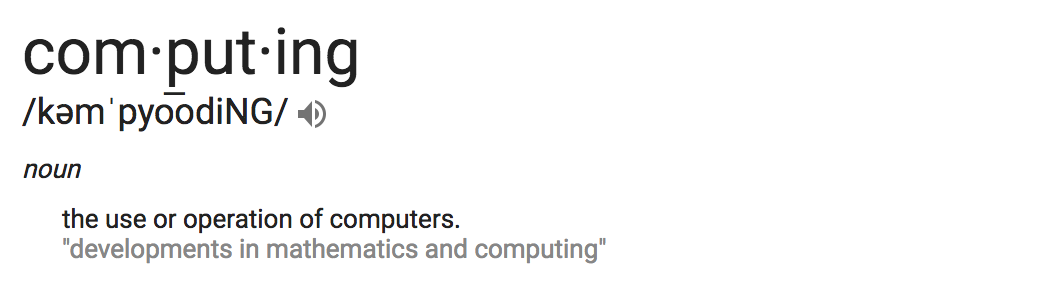 com·put·ing
/kəmˈpyo͞odiNG/
noun
the use or operation of computers.
"developments in mathematics and computing"